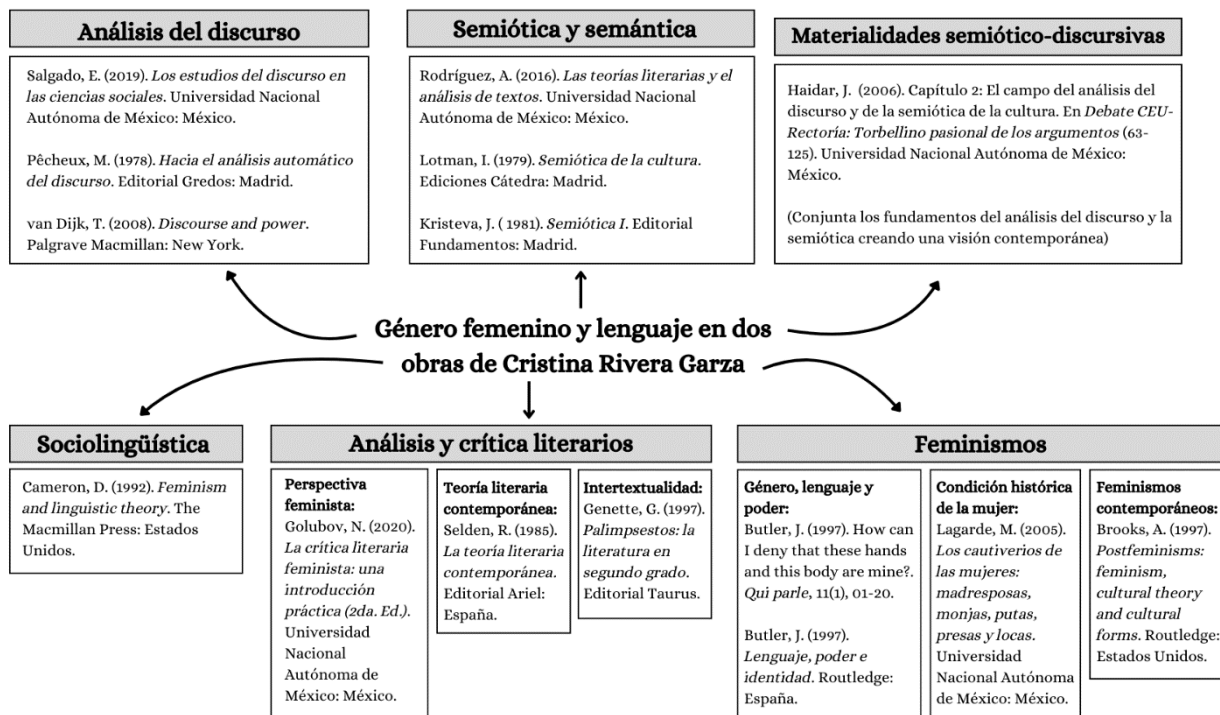 Análisis del discurso
Salgado, E. (2019). Los estudios del discurso en
las ciencias sociales. Universidad Nacional
Autónoma de México: México.
Pêcheux, M. (1978). Hacia el análisis automático
del discurso. Editorial Gredos: Madrid.
van Dijk, T. (2008). Discourse and power.
Palgrave Macmillan: New York.
Semiótica y semántica
Rodríguez, A. (2016). Las teorías literarias y el
análisis de textos. Universidad Nacional
Autónoma de México: México.
Lotman, I. (1979). Semiótica de la cultura.
Ediciones Cátedra: Madrid.
Kristeva, J. ( 1981). Semiótica I. Editorial
Fundamentos: Madrid.
Materialidades semiótico-discursivas
Haidar, J. (2006). Capítulo 2: El campo del análisis del
discurso y de la semiótica de la cultura. En Debate CEU-
Rectoría: Torbellino pasional de los argumentos (63-
125). Universidad Nacional Autónoma de México:
México.
(Conjunta los fundamentos del análisis del discurso y la
semiótica creando una visión contemporánea)
Género femenino y lenguaje en dos
obras de Cristina Rivera Garza
Sociolingüística
Cameron, D. (1992). Feminism
and linguistic theory. The
Macmillan Press: Estados
Unidos.
Análisis y crítica literarios
Perspectiva
feminista:
Golubov, N. (2020).
La crítica literaria
feminista: una
introducción
práctica (2da. Ed.).
Universidad
Nacional
Autónoma de
México: México.
Teoría literaria
contemporánea:
Selden, R. (1985).
La teoría literaria
contemporánea.
Editorial Ariel:
España.
Intertextualidad:
Genette, G. (1997).
Palimpsestos: la
literatura en
segundo grado.
Editorial Taurus.
Feminismos
Género, lenguaje y
poder:
Butler, J. (1997). How can
I deny that these hands
and this body are mine?.
Qui parle, 11(1), 01-20.
Butler, J. (1997).
Lenguaje, poder e
identidad. Routledge:
España.
Condición histórica
de la mujer:
Lagarde, M. (2005).
Los cautiverios de
las mujeres:
madresposas,
monjas, putas,
presas y locas.
Universidad
Nacional Autónoma
de México: México.
Feminismos
contemporáneos:
Brooks, A. (1997).
Postfeminisms:
feminism,
cultural theory
and cultural
forms. Routledge:
Estados Unidos.